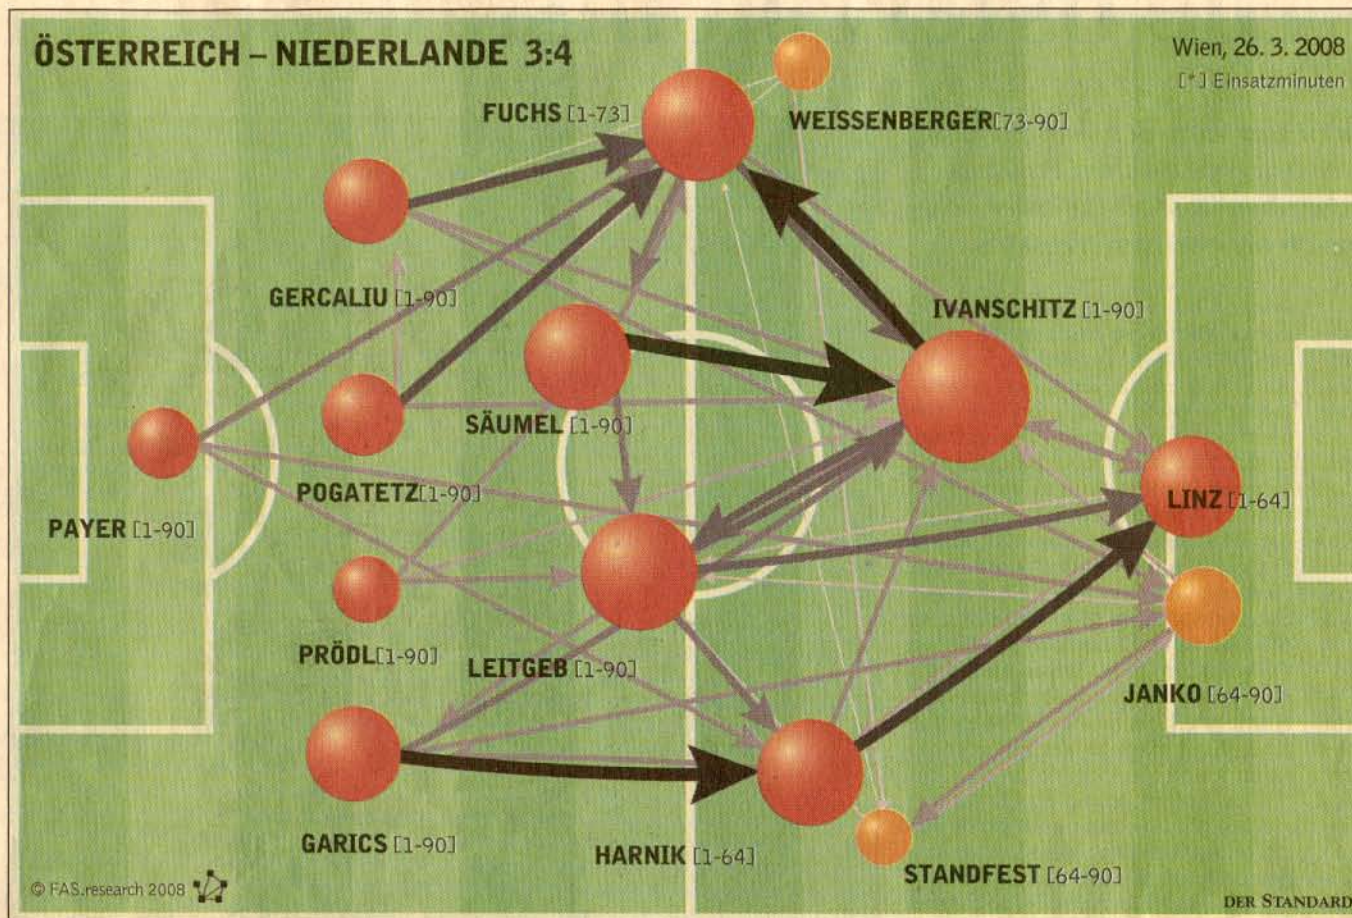 ÖSTERREICH – NIEDERLANDE 3:4
Wien, 26. 3. 2008
[*] Einsatzminuten
FUCHS [1-73]
WEISSENBERGER[73-90]
GERCALIU [1-90]
IVANSCHITZ [1-90]
SÄUMEL [1-90]
POGATETZ[1-90]
LINZ [1-64]
PAYER [1-90]
PRÖDL[1-90]
LEITGEB [1-90]
JANKO [64-90]
GARICS [1-90]
HARNIK [1-64]
STANDFEST [64-90]
© FAS.research 2008
DER STANDARD